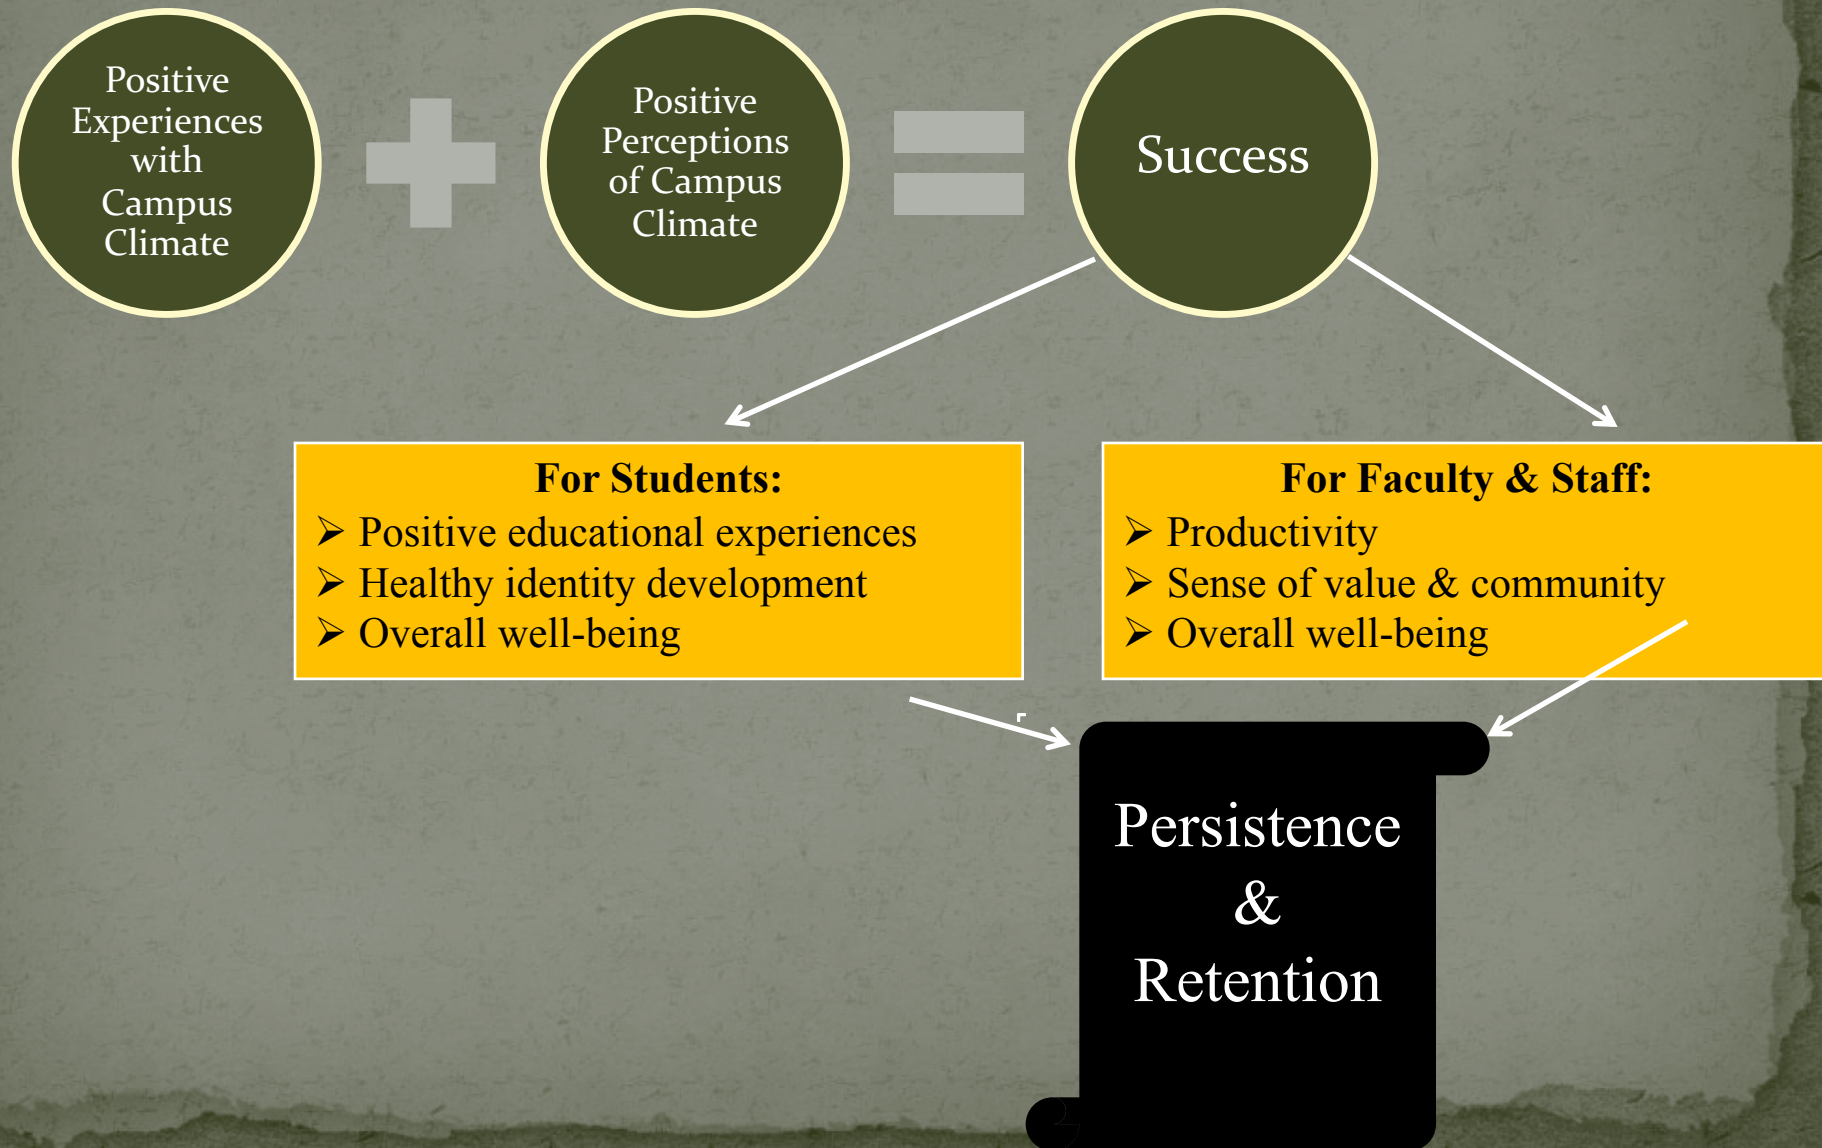 Positive
Experiences
with
Campus
Climate
Positive
Perceptions
of Campus
Climate
Success
For Students:
➢ Positive educational experiences
➢ Healthy identity development
➢ Overall well-being
For Faculty & Staff:
➢ Productivity
➢ Sense of value & community
➢ Overall well-being
Persistence
&
Retention